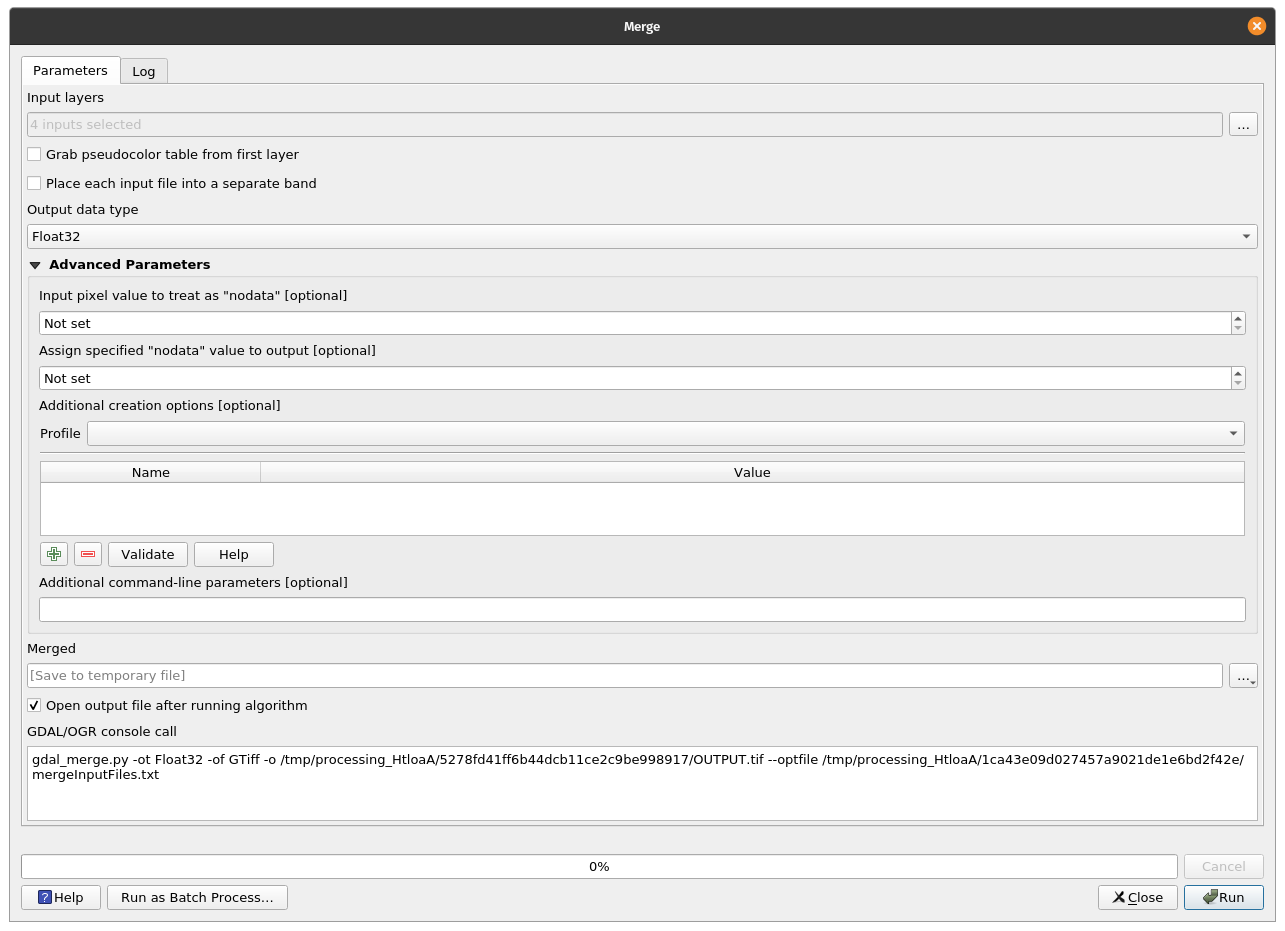 Merge
Parameters
Log
Input layers
4 inputs selected
...
Grab pseudocolor table from first layer
Place each input file into a separate band
Output data type
Float32
Advanced Parameters
Input pixel value to treat as "nodata" [optional]
Not set
Assign specified "nodata" value to output [optional]
Not set
Additional creation options [optional]
Profile
Name Value
Validate Help
Additional command-line parameters [optional]
Merged
[Save to temporary file]
...
Open output file after running algorithm
GDAL/OGR console call
gdal_merge.py -ot Float32 -of GTiff -o /tmp/processing_HtloaA/5278fd41ff6b44dcb11ce2c9be998917/OUTPUT.tif --optfile /tmp/processing_HtloaA/1ca43e09d027457a9021de1e6bd2f42e/
mergeInputFiles.txt
0%
Cancel
? Help
Run as Batch Process...
Close
Run